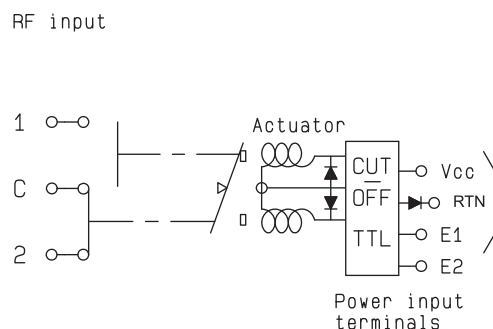 RF input
1
C
2
Actuator
CUT
OFF
TTL
Vcc
RTN
E1
E2
Power input
terminals